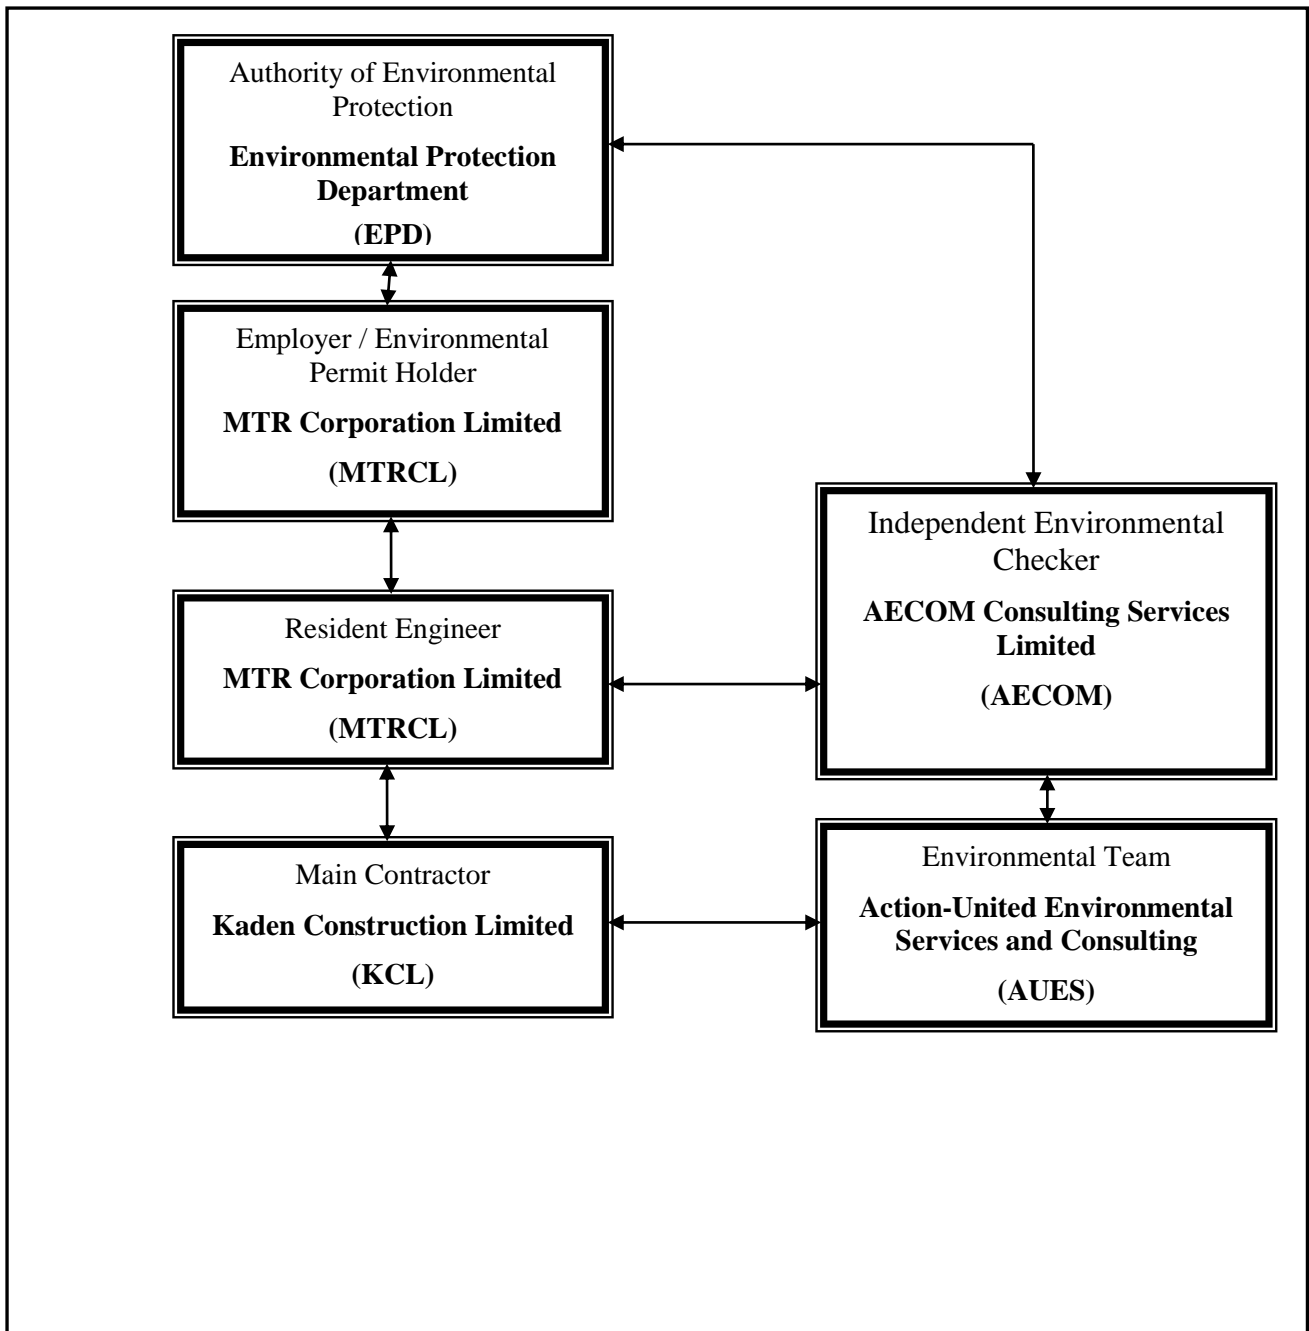 Authority of Environmental
Protection
Environmental Protection
Department
(EPD)
Employer / Environmental
Permit Holder
MTR Corporation Limited
(MTRCL)
Independent Environmental
Checker
AECOM Consulting Services
Limited
(AECOM)
Resident Engineer
MTR Corporation Limited
(MTRCL)
Main Contractor
Kaden Construction Limited
(KCL)
Environmental Team
Action-United Environmental
Services and Consulting
(AUES)